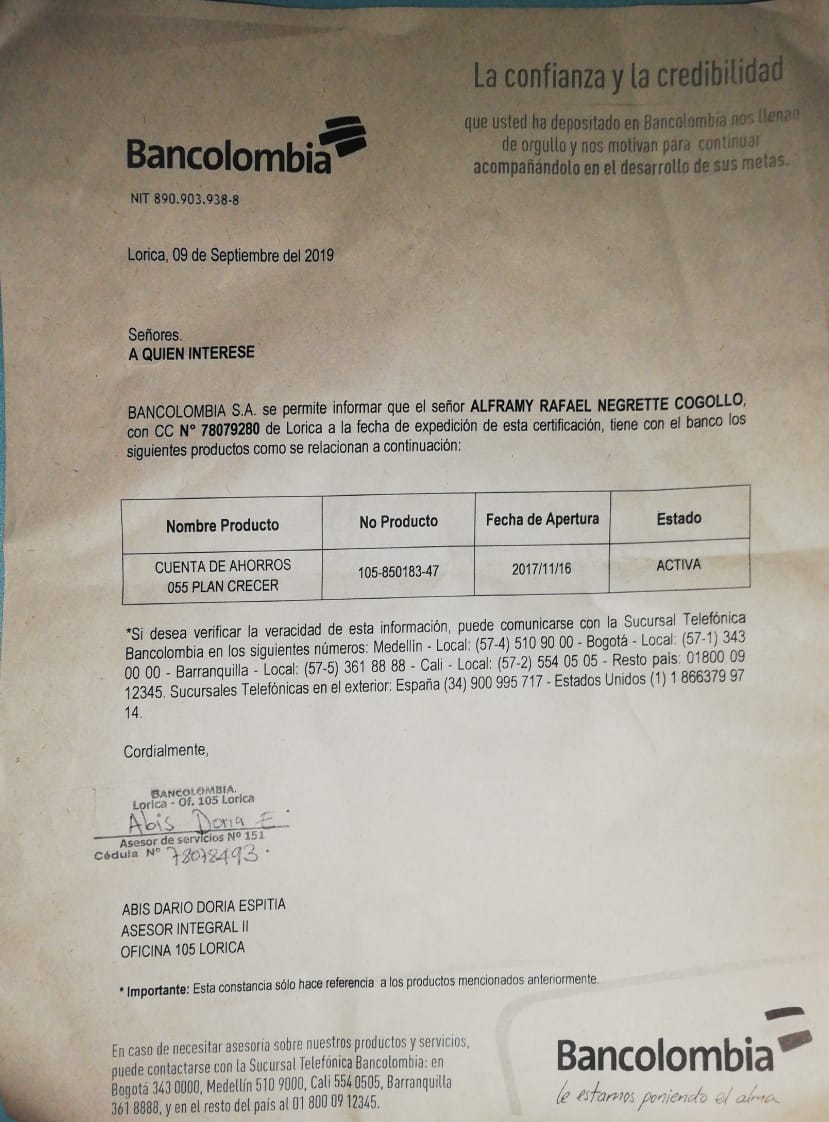 La confianza y la credibilidad
que usted ha depositado en Bancolombia nos llenan
de orgullo y nos motivan para continuar
acompañándolo en el desarrollo de sus metas.
Bancolombia
NIT 890.903.938-8
Lorica, 09 de Septiembre del 2019
Señores.
A QUIEN INTERESE
BANCOLOMBIA S.A. se permite informar que el señor ALFRAMY RAFAEL NEGRETTE COGOLLO,
con CC N° 78079280 de Lorica a la fecha de expedición de esta certificación, tiene con el banco los
siguientes productos como se relacionan a continuación:
Nombre Producto No Producto Fecha de Apertura Estado
CUENTA DE AHORROS
055 PLAN CRECER 105-850183-47 2017/11/16 ACTIVA
*Si desea verificar la veracidad de esta información, puede comunicarse con la Sucursal Telefónica
Bancolombia en los siguientes números: Medellín - Local: (57-4) 510 90 00 - Bogotá - Local: (57-1) 343
00 00 - Barranquilla - Local: (57-5) 361 88 88 - Cali - Local: (57-2) 554 05 05 - Resto país: 01800 09
12345. Sucursales Telefónicas en el exterior: España (34) 900 995 717 - Estados Unidos (1) 1 866379 97
14.
Cordialmente,
BANCOLOMBIA.
Lorica - Of. 105 Lorica
Abis Doria E.
Asesor de servicios N° 151
Cédula N° 78078493.
ABIS DARIO DORIA ESPITIA
ASESOR INTEGRAL II
OFICINA 105 LORICA
* Importante: Esta constancia sólo hace referencia a los productos mencionados anteriormente.
En caso de necesitar asesoría sobre nuestros productos y servicios,
puede contactarse con la Sucursal Telefónica Bancolombia: en
Bogotá 343 0000, Medellín 510 9000, Cali 554 0505, Barranquilla
361 8888, y en el resto del país al 01 800 09 12345.
Bancolombia
le estamos poniendo el alma